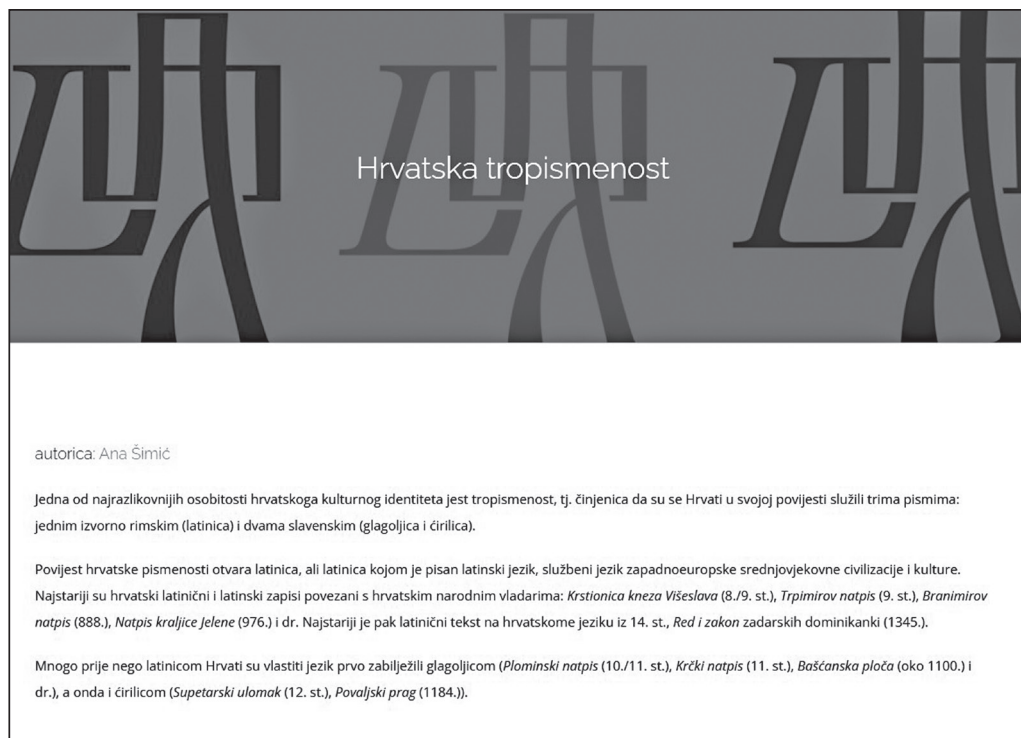 Hrvatska tropismenost
autorica: Ana Šimić
Jedna od najrazlikovnijih osobitosti hrvatskoga kulturnog identiteta jest tropismenost, tj. činjenica da su se Hrvati u svojoj povijesti služili trima pismima:
jednim izvorno rimskim (latinica) i dvama slavenskim (glagoljica i ćirilica).
Povijest hrvatske pismenosti otvara latinica, ali latinica kojom je pisan latinski jezik, službeni jezik zapadnoeuropske srednjovjekovne civilizacije i kulture.
Najstariji su hrvatski latinični i latinski zapisi povezani s hrvatskim narodnim vladarima: Krstionica kneza Višeslava (8./9. st.), Trpimirov natpis (9. st.), Branimirov
natpis (888.), Natpis kraljice Jelene (976.) i dr. Najstariji je pak latinični tekst na hrvatskome jeziku iz 14. st., Red i zakon zadarskih dominikanki (1345.).
Mnogo prije nego latinicom Hrvati su vlastiti jezik prvo zabilježili glagoljicom (Plominski natpis (10./11. st.), Krčki natpis (11. st.), Bašćanska ploča (oko 1100.) i
dr.), a onda i ćirilicom (Supetarski ulomak (12. st.), Povaljski prag (1184.)).